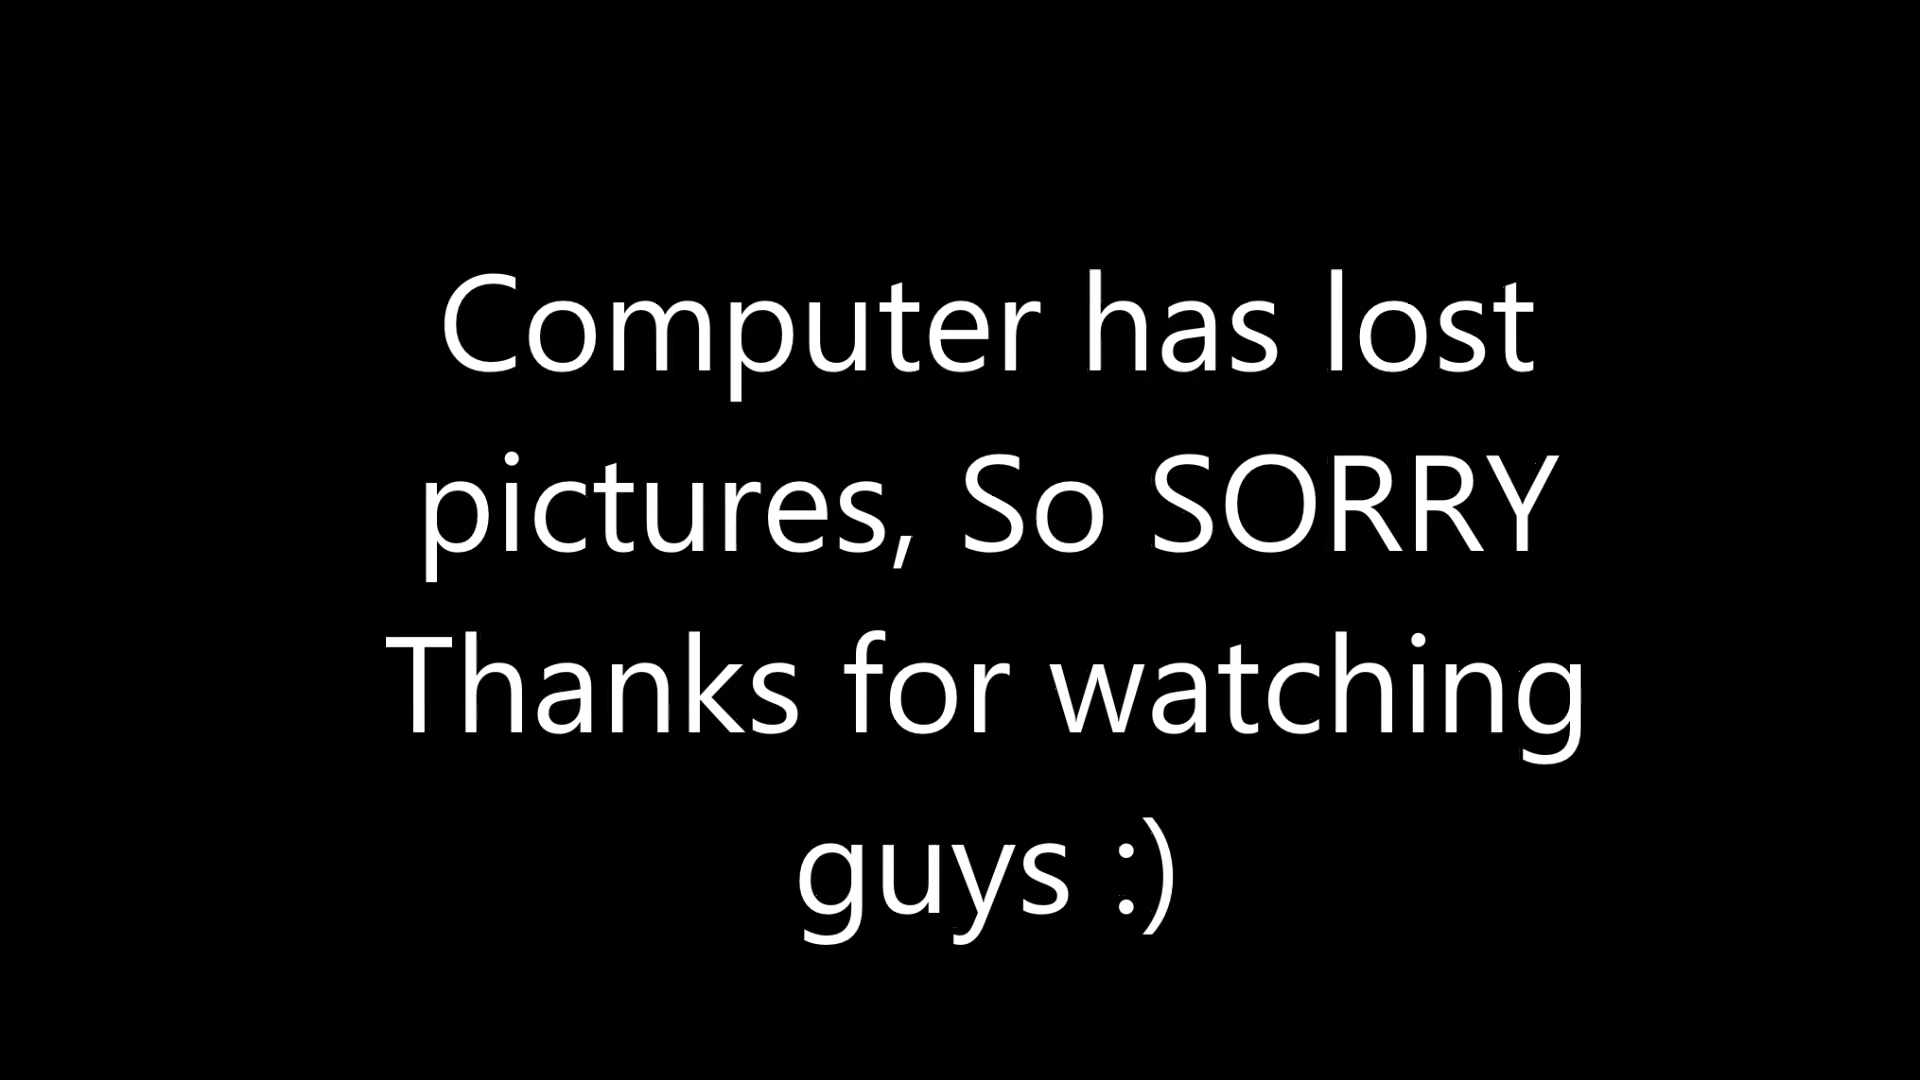 Computer has lost
pictures, So SORRY
Thanks for watching
guys :)